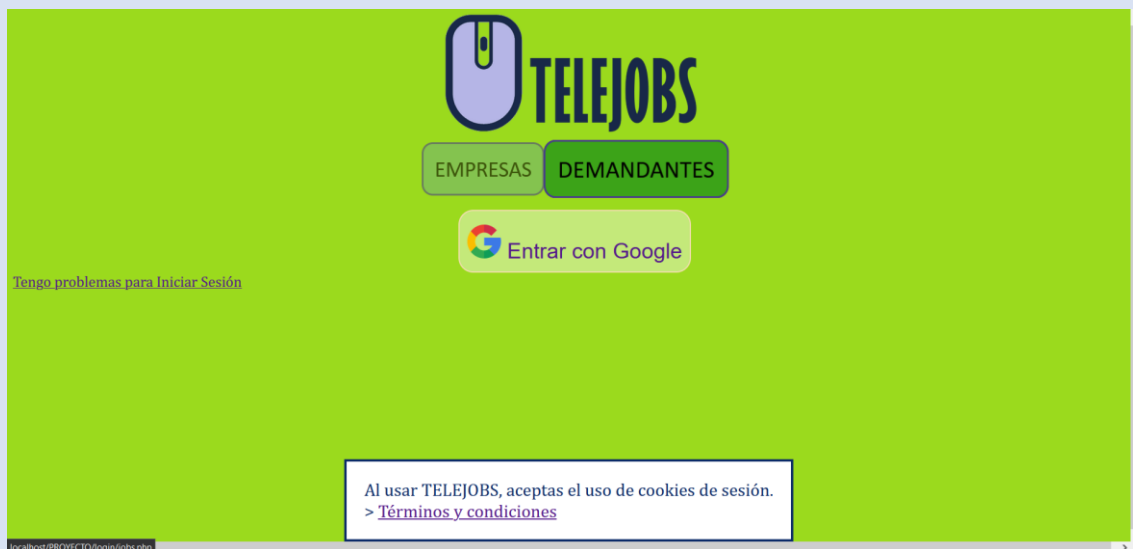 TELEJOBS
EMPRESAS DEMANDANTES
Entrar con Google
Tengo problemas para Iniciar Sesión
Al usar TELEJOBS, aceptas el uso de cookies de sesión.
> Términos y condiciones
localhost/PROYECTO/login/jobs.php